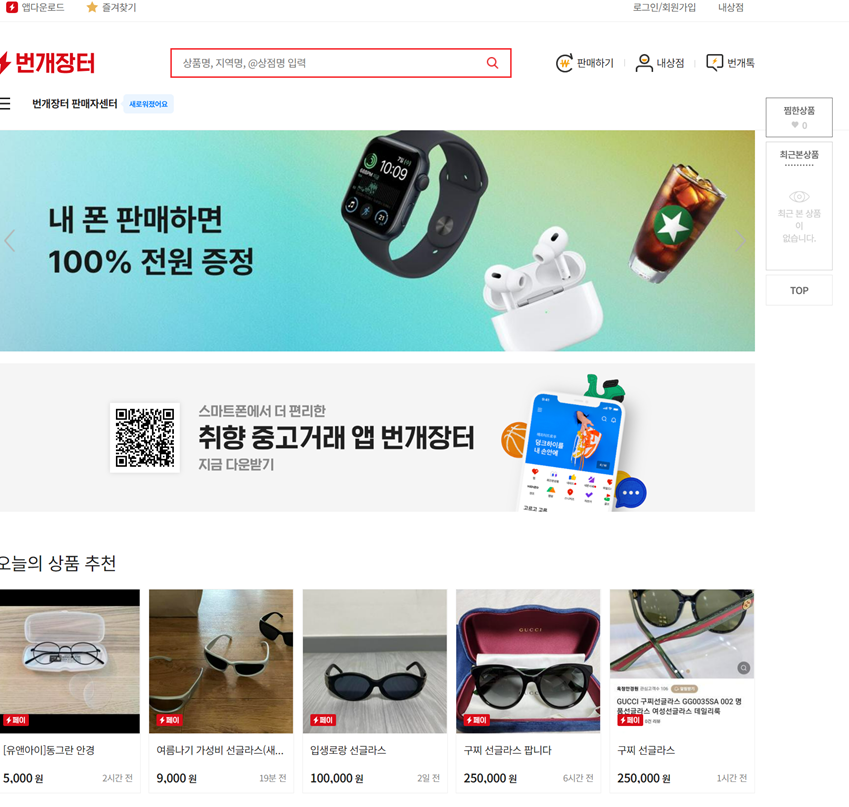 앱다운로드
즐겨찾기
로그인/회원가입
내상점
번개장터
상품명, 지역명, @상점명 입력
판매하기
내상점
번개톡
번개장터 판매자센터
새로워졌어요
찜한상품
0
최근본상품
최근 본 상품
이
없습니다.
TOP
내 폰 판매하면
100% 전원 증정
10:09
스마트폰에서 더 편리한
취향 중고거래 앱 번개장터
지금 다운받기
덩크하이를
내 손안에
오늘의 상품 추천
GUCCI
GUCCI 구찌선글라스 GG0035SA 002 명
품선글라스 여성선글라스 데일리룩
페이
페이
페이
페이
페이
[유앤아이]동그란 안경
5,000 원
2시간 전
여름나기 가성비 선글라스(새...
9,000 원
19분 전
입생로랑 선글라스
100,000 원
2일 전
구찌 선글라스 팝니다
250,000 원
6시간 전
구찌 선글라스
250,000 원
1시간 전